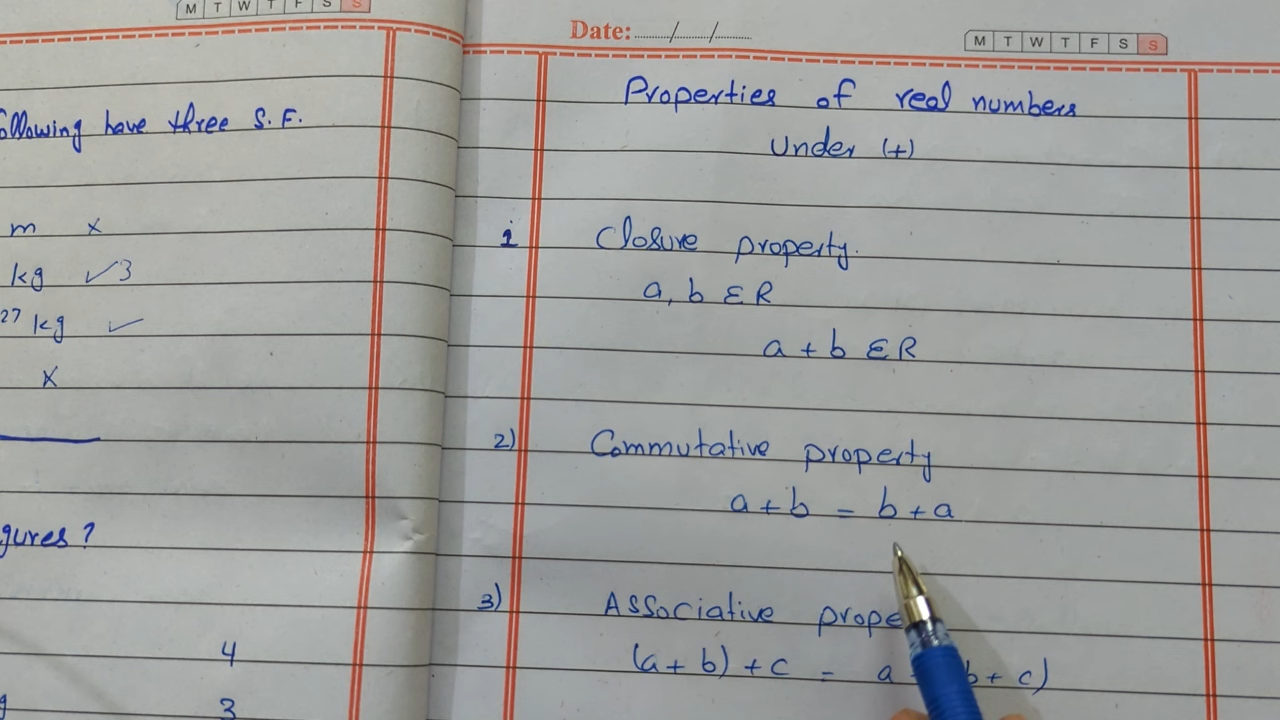 M T W T F S S
ollowing have three S.F.
m x
kg ✓3
27 kg ✓
x
gures?
4
3
Date: ....../....../......
M T W T F S S
Properties of real numbers
Under (+)
1 Closure property.
a, b ∈ R
a + b ∈ R
2) Commutative property
a + b = b + a
3) Associative prope
(a + b) + c = a b + c)